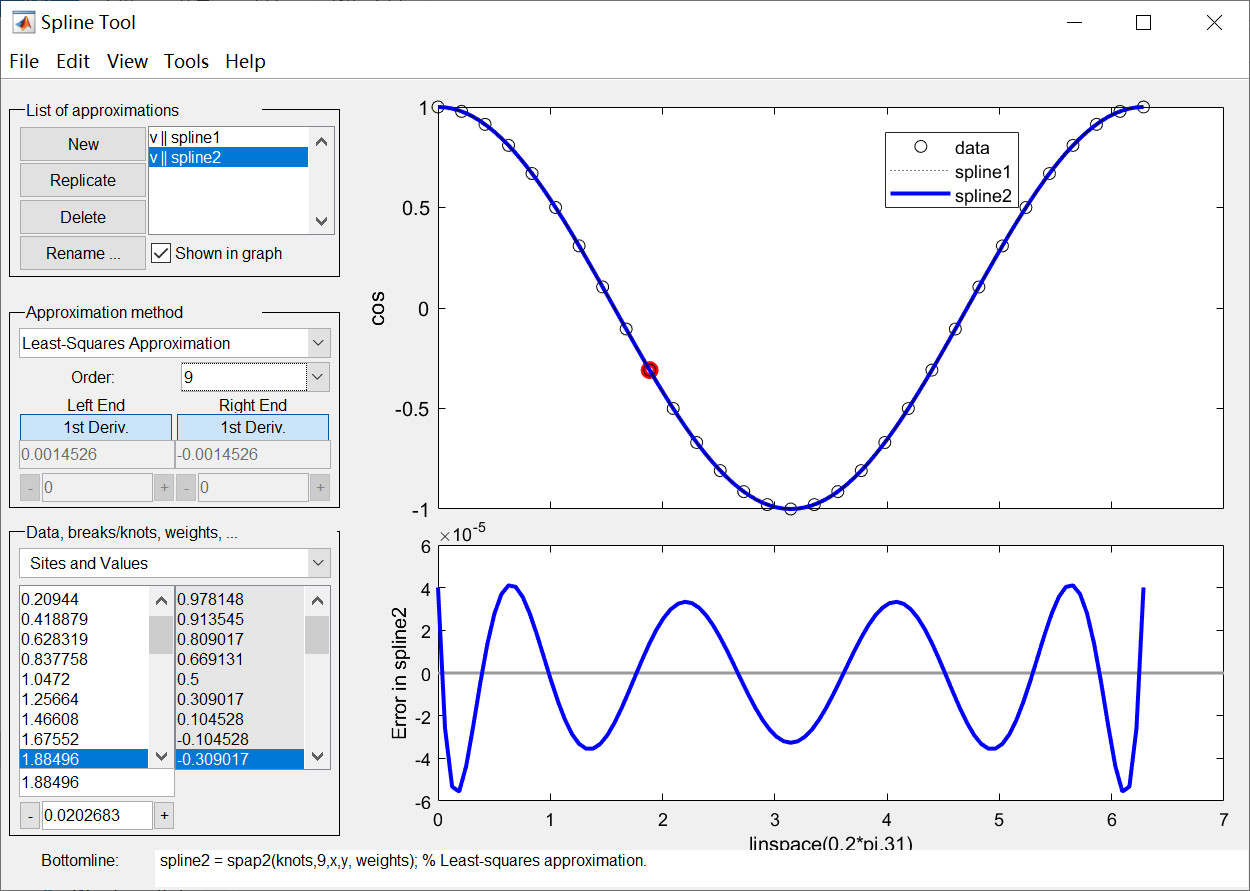 Spline Tool
File Edit View Tools Help
List of approximations
New
Replicate
Delete
Rename ...
v || spline1
v || spline2
Shown in graph
Approximation method
Least-Squares Approximation
Order: 9
Left End Right End
1st Deriv. 1st Deriv.
0.0014526 -0.0014526
- 0 + - 0 +
Data, breaks/knots, weights, ...
Sites and Values
0.20944 0.978148
0.418879 0.913545
0.628319 0.809017
0.837758 0.669131
1.0472 0.5
1.25664 0.309017
1.46608 0.104528
1.67552 -0.104528
1.88496 -0.309017
1.88496
- 0.0202683 +
cos
1
0.5
0
-0.5
-1
data
spline1
spline2
×10-5
Error in spline2
6
4
2
0
-2
-4
-6
0 1 2 3 4 5 6 7
linspace(0,2*pi,31)
Bottomline: spline2 = spap2(knots,9,x,y, weights); % Least-squares approximation.